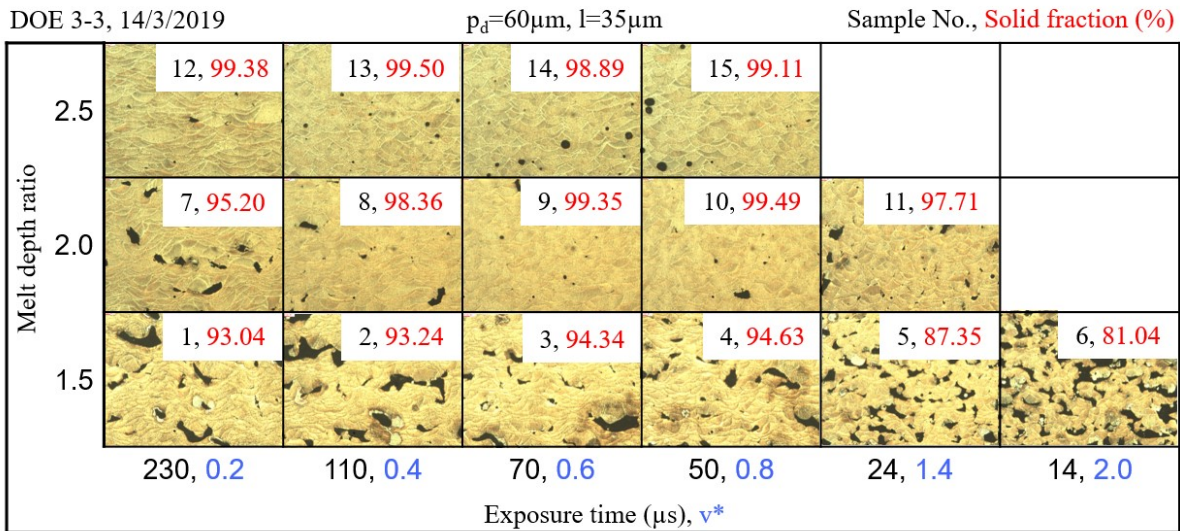 DOE 3-3, 14/3/2019 p_d=60µm, l=35µm Sample No., Solid fraction (%)
12, 99.38 13, 99.50 14, 98.89 15, 99.11
2.5
7, 95.20 8, 98.36 9, 99.35 10, 99.49 11, 97.71
2.0
Melt depth ratio
1, 93.04 2, 93.24 3, 94.34 4, 94.63 5, 87.35 6, 81.04
1.5
230, 0.2 110, 0.4 70, 0.6 50, 0.8 24, 1.4 14, 2.0
Exposure time (µs), v*